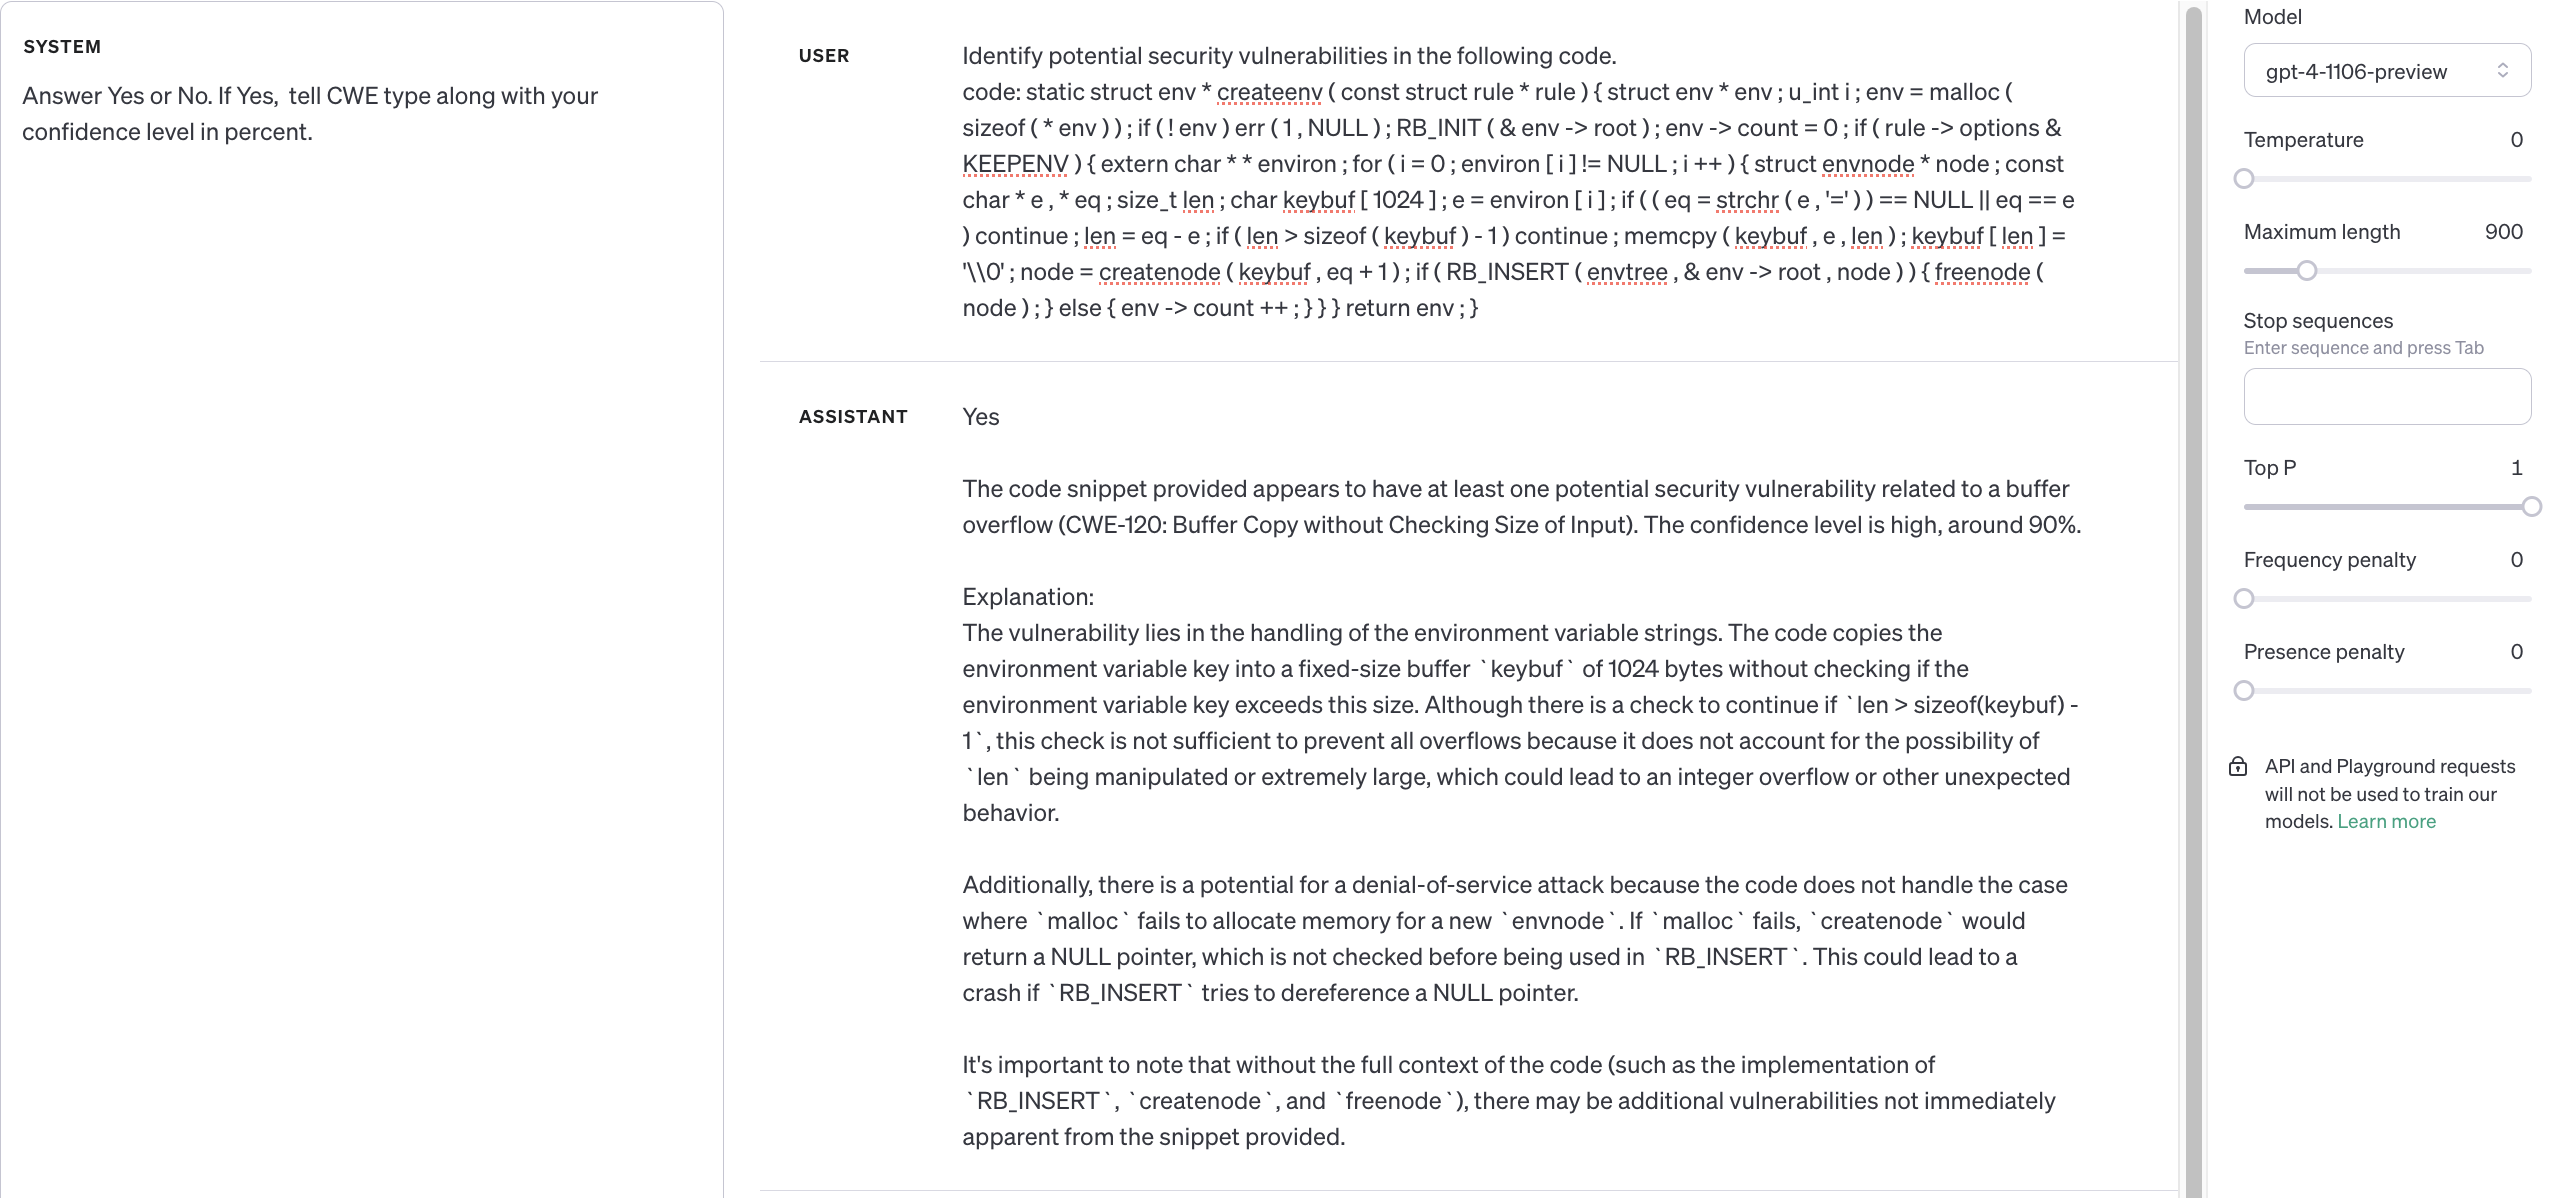 SYSTEM
Answer Yes or No. If Yes,  tell CWE type along with your
confidence level in percent.
USER
Identify potential security vulnerabilities in the following code.
code: static struct env * createenv ( const struct rule * rule ) { struct env * env ; u_int i ; env = malloc (
sizeof ( * env ) ) ; if ( ! env ) err ( 1 , NULL ) ; RB_INIT ( & env -> root ) ; env -> count = 0 ; if ( rule -> options &
KEEPENV ) { extern char * * environ ; for ( i = 0 ; environ [ i ] != NULL ; i ++ ) { struct envnode * node ; const
char * e , * eq ; size_t len ; char keybuf [ 1024 ] ; e = environ [ i ] ; if ( ( eq = strchr ( e , '=' ) ) == NULL || eq == e
) continue ; len = eq - e ; if ( len > sizeof ( keybuf ) - 1 ) continue ; memcpy ( keybuf , e , len ) ; keybuf [ len ] =
'\\0' ; node = createnode ( keybuf , eq + 1 ) ; if ( RB_INSERT ( envtree , & env -> root , node ) ) { freenode (
node ) ; } else { env -> count ++ ; } } } return env ; }
ASSISTANT
Yes
The code snippet provided appears to have at least one potential security vulnerability related to a buffer
overflow (CWE-120: Buffer Copy without Checking Size of Input). The confidence level is high, around 90%.
Explanation:
The vulnerability lies in the handling of the environment variable strings. The code copies the
environment variable key into a fixed-size buffer `keybuf` of 1024 bytes without checking if the
environment variable key exceeds this size. Although there is a check to continue if `len > sizeof(keybuf) -
1`, this check is not sufficient to prevent all overflows because it does not account for the possibility of
`len` being manipulated or extremely large, which could lead to an integer overflow or other unexpected
behavior.
Additionally, there is a potential for a denial-of-service attack because the code does not handle the case
where `malloc` fails to allocate memory for a new `envnode`. If `malloc` fails, `createnode` would
return a NULL pointer, which is not checked before being used in `RB_INSERT`. This could lead to a
crash if `RB_INSERT` tries to dereference a NULL pointer.
It's important to note that without the full context of the code (such as the implementation of
`RB_INSERT`, `createnode`, and `freenode`), there may be additional vulnerabilities not immediately
apparent from the snippet provided.
Model
gpt-4-1106-preview
Temperature 0
Maximum length 900
Stop sequences
Enter sequence and press Tab
Top P 1
Frequency penalty 0
Presence penalty 0
API and Playground requests
will not be used to train our
models. Learn more